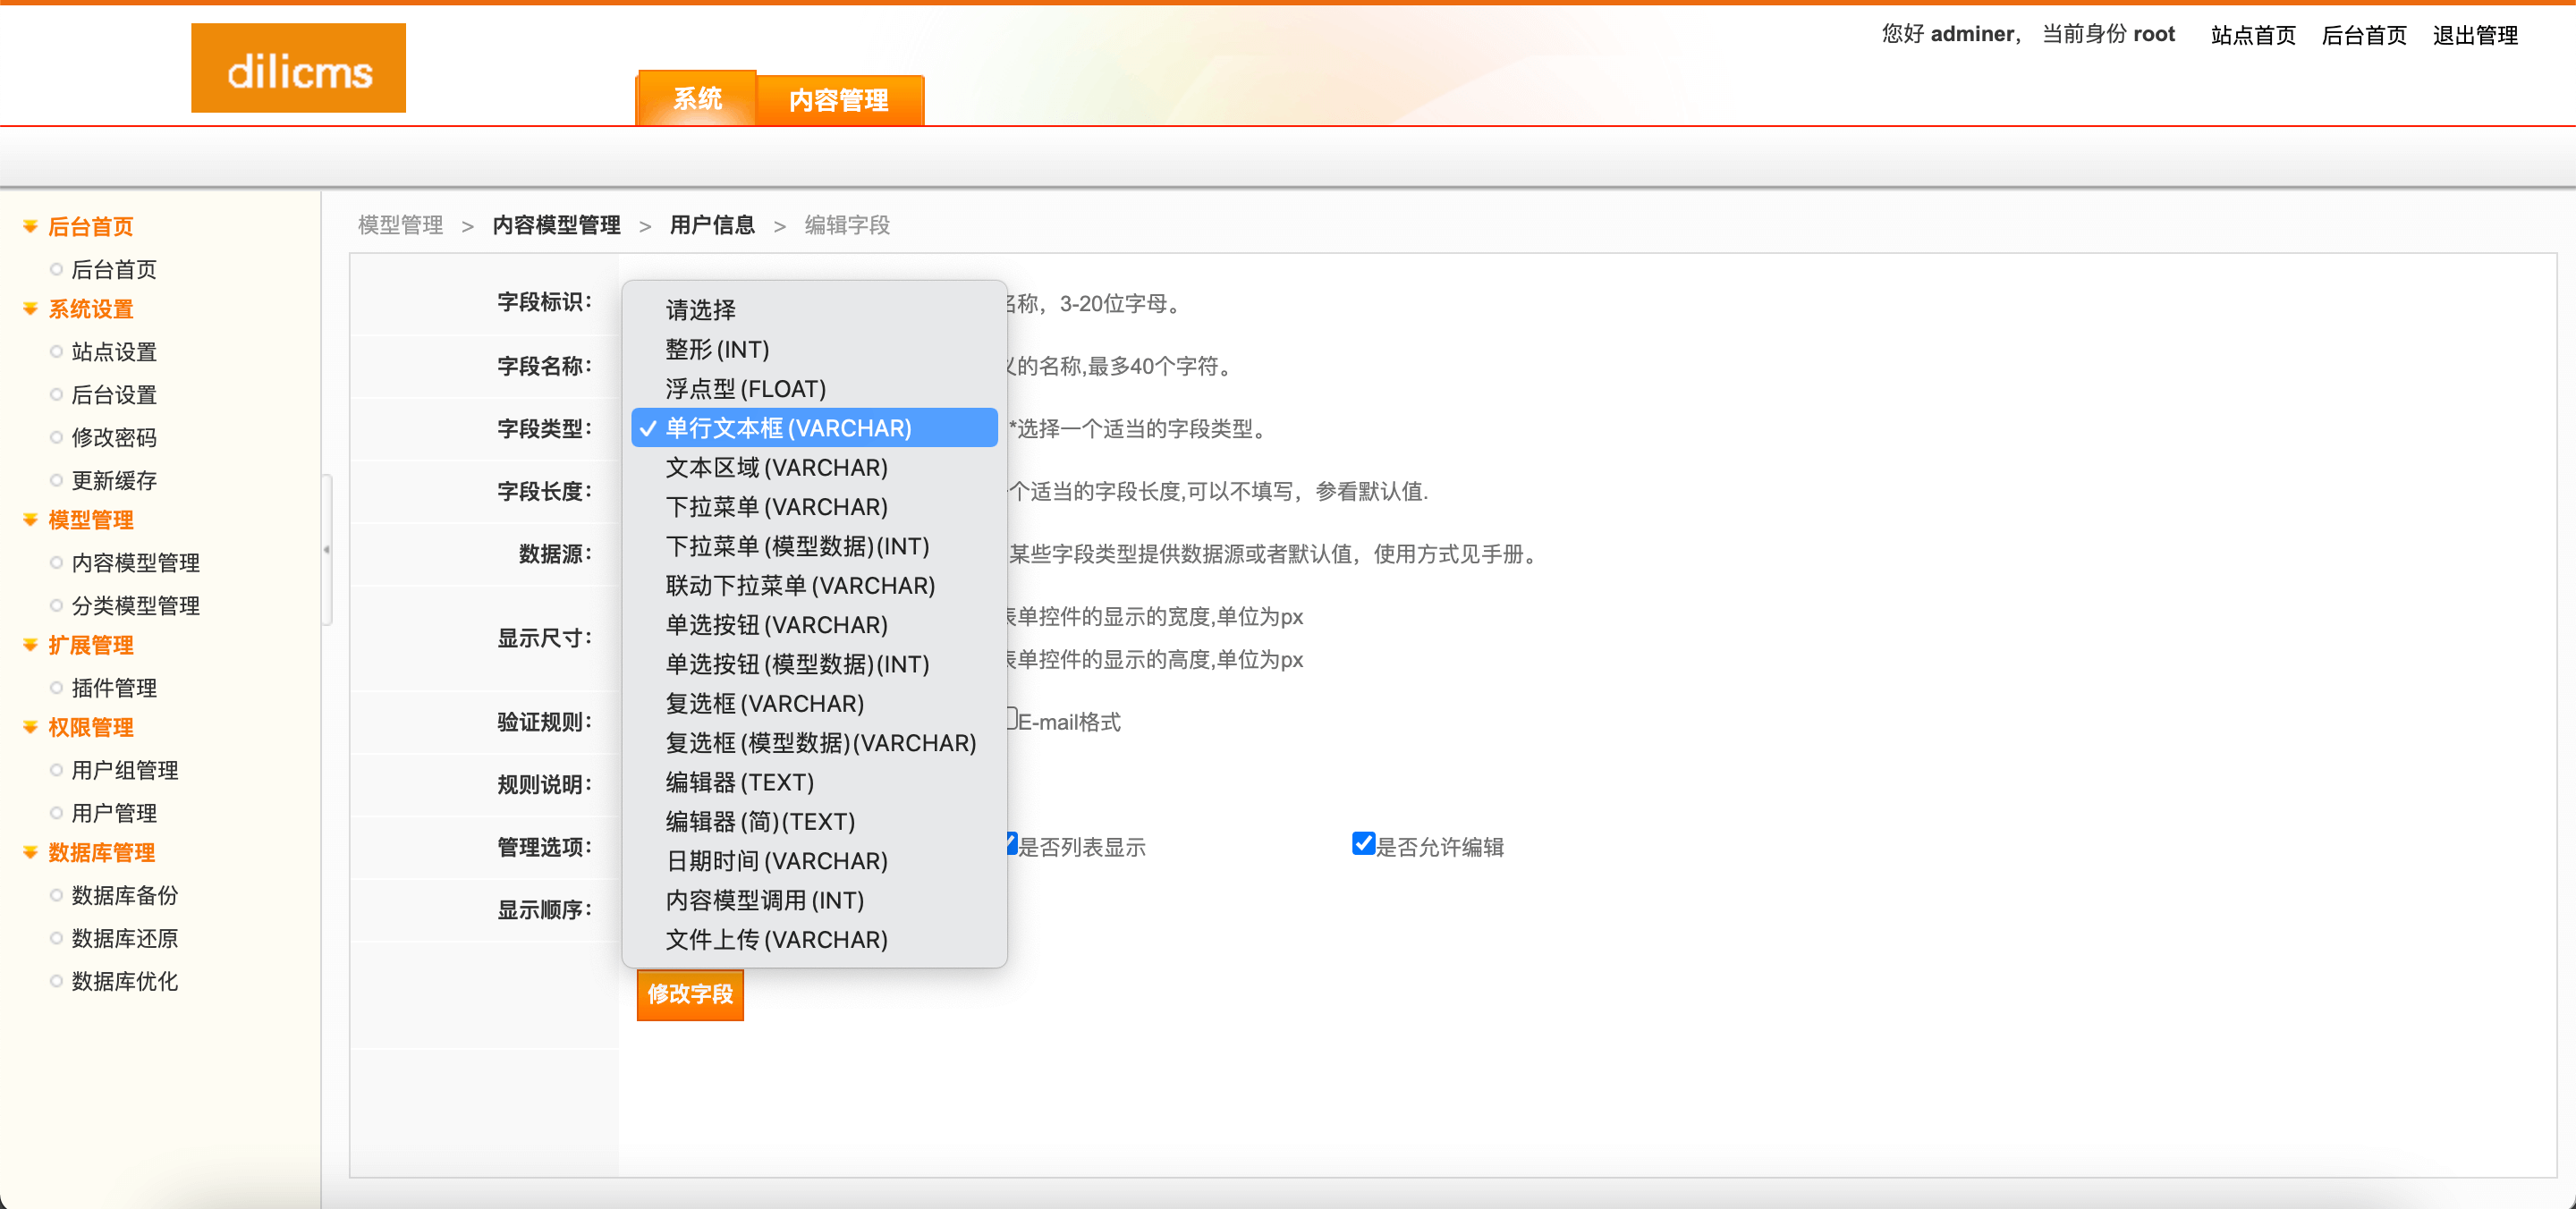 您好 adminer， 当前身份 root 站点首页 后台首页 退出管理
dilicms
系统 内容管理
后台首页
后台首页
系统设置
站点设置
后台设置
修改密码
更新缓存
模型管理
内容模型管理
分类模型管理
扩展管理
插件管理
权限管理
用户组管理
用户管理
数据库管理
数据库备份
数据库还原
数据库优化
模型管理 > 内容模型管理 > 用户信息 > 编辑字段
字段标识：
名称，3-20位字母。
字段名称：
义的名称,最多40个字符。
字段类型：
*选择一个适当的字段类型。
字段长度：
个适当的字段长度,可以不填写，参看默认值.
数据源：
某些字段类型提供数据源或者默认值，使用方式见手册。
显示尺寸：
表单控件的显示的宽度,单位为px
表单控件的显示的高度,单位为px
验证规则：
E-mail格式
规则说明：
管理选项：
是否列表显示 是否允许编辑
显示顺序：
请选择
整形(INT)
浮点型(FLOAT)
✓ 单行文本框(VARCHAR)
文本区域(VARCHAR)
下拉菜单(VARCHAR)
下拉菜单(模型数据)(INT)
联动下拉菜单(VARCHAR)
单选按钮(VARCHAR)
单选按钮(模型数据)(INT)
复选框(VARCHAR)
复选框(模型数据)(VARCHAR)
编辑器(TEXT)
编辑器(简)(TEXT)
日期时间(VARCHAR)
内容模型调用(INT)
文件上传(VARCHAR)
修改字段